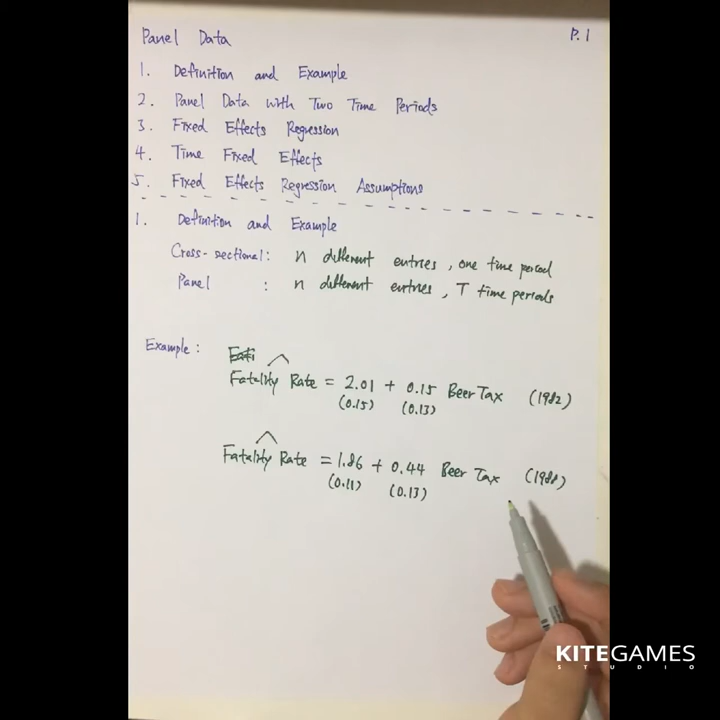 Panel Data P.1
1. Definition and Example
2. Panel Data with Two Time Periods
3. Fixed Effects Regression
4. Time Fixed Effects
5. Fixed Effects Regression Assumptions
1. Definition and Example
Cross-sectional: n different entries, one time period
Panel : n different entries, T time periods
Example:
Fatality Rate = 2.01 + 0.15 Beer Tax (1982)
(0.15) (0.13)
Fatality Rate = 1.86 + 0.44 Beer Tax (1988)
(0.11) (0.13)
KITEGAMES
STUDIO